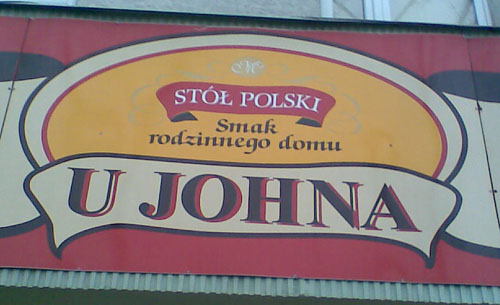 STÓŁ POLSKI
Smak
rodzinnego domu
U JOHNA